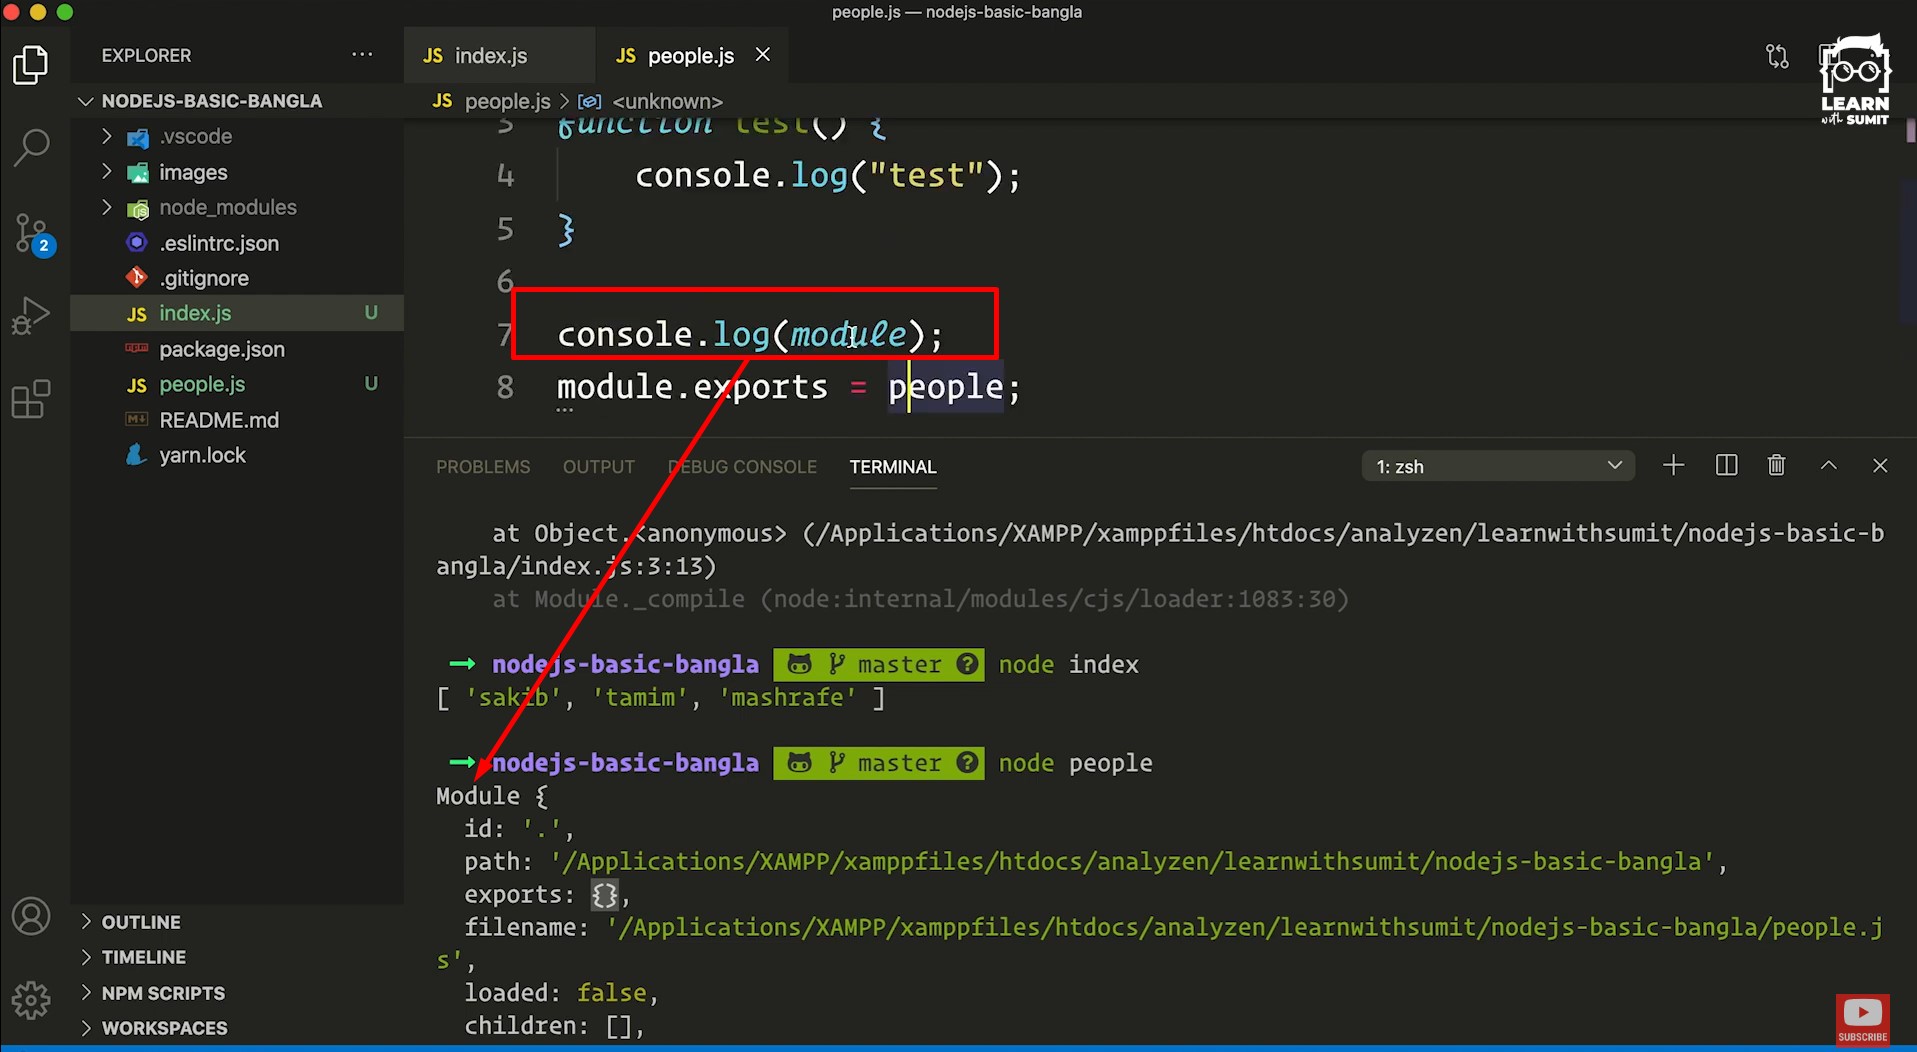 people.js — nodejs-basic-bangla
EXPLORER
NODEJS-BASIC-BANGLA
.vscode
images
node_modules
.eslintrc.json
.gitignore
JS index.js U
package.json
JS people.js U
README.md
yarn.lock
OUTLINE
TIMELINE
NPM SCRIPTS
WORKSPACES
2
JS index.js
JS people.js
JS people.js > <unknown>
3 function test() {
4 console.log("test");
5 }
6
7 console.log(module);
8 module.exports = people;
PROBLEMS OUTPUT DEBUG CONSOLE TERMINAL 1: zsh
at Object.<anonymous> (/Applications/XAMPP/xamppfiles/htdocs/analyzen/learnwithsumit/nodejs-basic-b
angla/index.js:3:13)
at Module._compile (node:internal/modules/cjs/loader:1083:30)
→ nodejs-basic-bangla master ? node index
[ 'sakib', 'tamim', 'mashrafe' ]
→ nodejs-basic-bangla master ? node people
Module {
id: '.',
path: '/Applications/XAMPP/xamppfiles/htdocs/analyzen/learnwithsumit/nodejs-basic-bangla',
exports: {},
filename: '/Applications/XAMPP/xamppfiles/htdocs/analyzen/learnwithsumit/nodejs-basic-bangla/people.j
s',
loaded: false,
children: [],
LEARN
with SUMIT
SUBSCRIBE